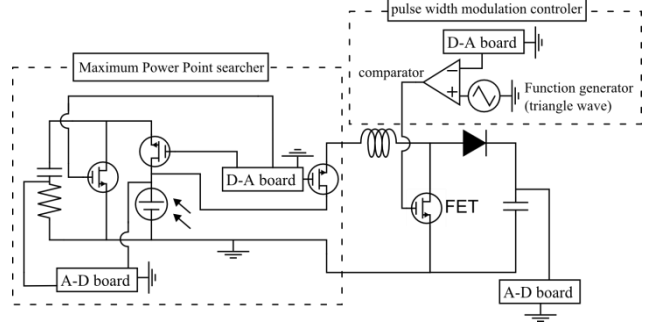 pulse width modulation controler
D-A board
comparator
Function generator
(triangle wave)
Maximum Power Point searcher
D-A board
FET
A-D board
A-D board